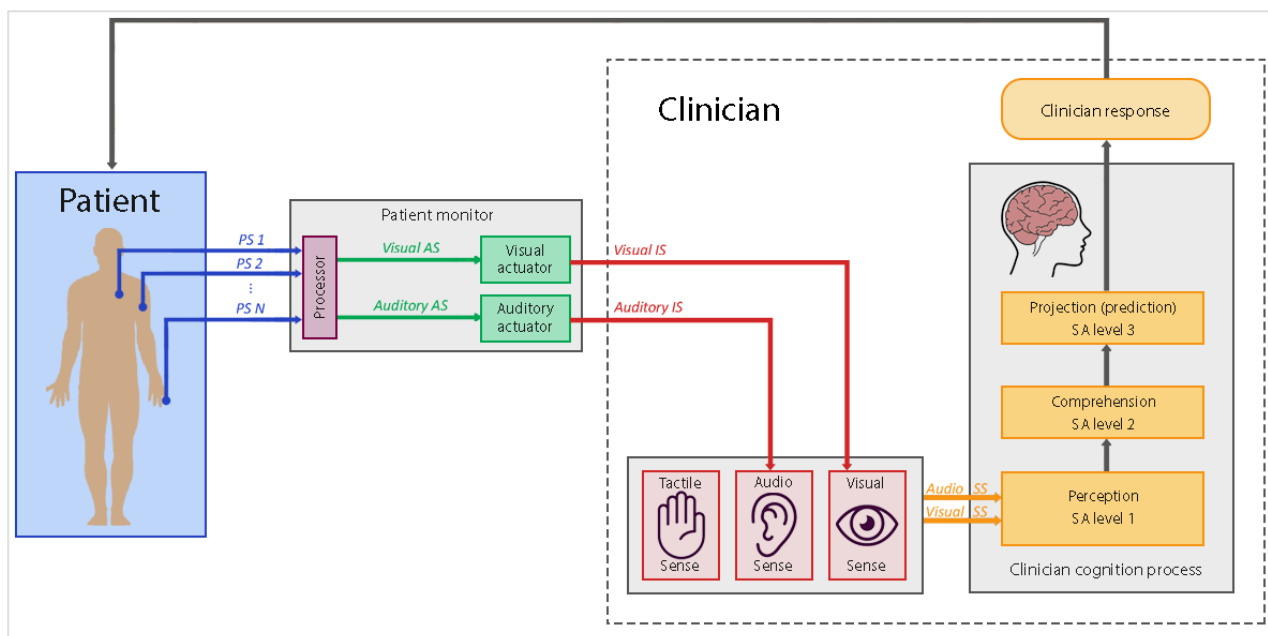 Clinician
Clinician response
Patient
Patient monitor
PS 1
PS 2
⋮
PS N
Processor
Visual AS
Visual
actuator
Auditory AS
Auditory
actuator
Visual IS
Auditory IS
Projection (prediction)
SA level 3
Comprehension
SA level 2
Tactile
Sense
Audio
Sense
Visual
Sense
Audio SS
Visual SS
Perception
SA level 1
Clinician cognition process